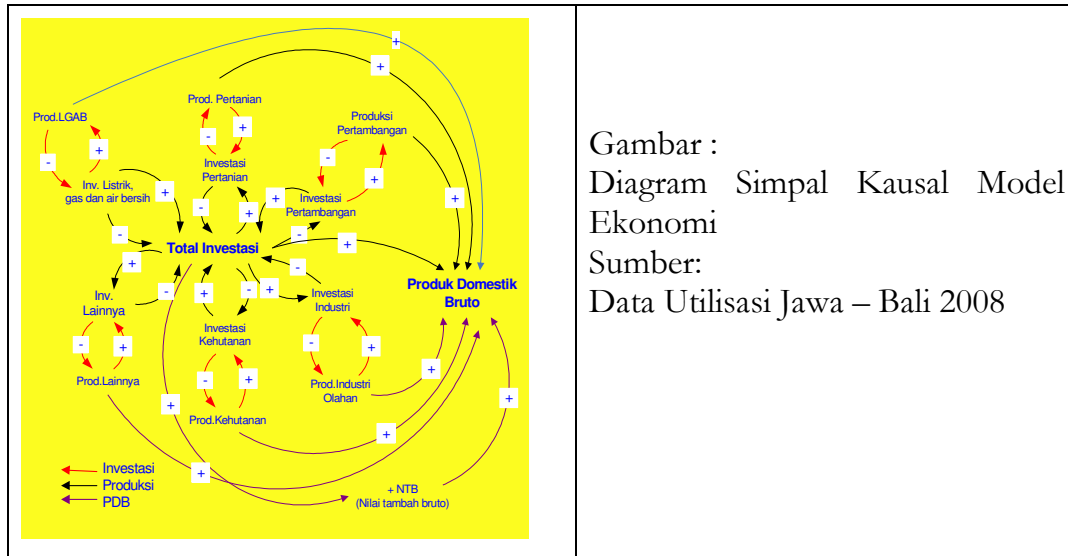 +
+
Prod. Pertanian
Prod.LGAB
Produksi
Pertambangan
-
+
-
+
-
+
Investasi
Pertanian
Inv. Listrik,
gas dan air bersih
+
-
+
Investasi
Pertambangan
+
-
-
Total Investasi
+
Produk Domestik
Bruto
+
-
Inv.
Lainnya
-
+
-
+
Investasi
Industri
Investasi
Kehutanan
-
+
-
+
Prod.Lainnya
-
+
+
Prod.Industri
Olahan
+
Prod.Kehutanan
+
+
+
Investasi
Produksi
PDB
+ NTB
(Nilai tambah bruto)
Gambar :
Diagram Simpal Kausal Model
Ekonomi
Sumber:
Data Utilisasi Jawa – Bali 2008